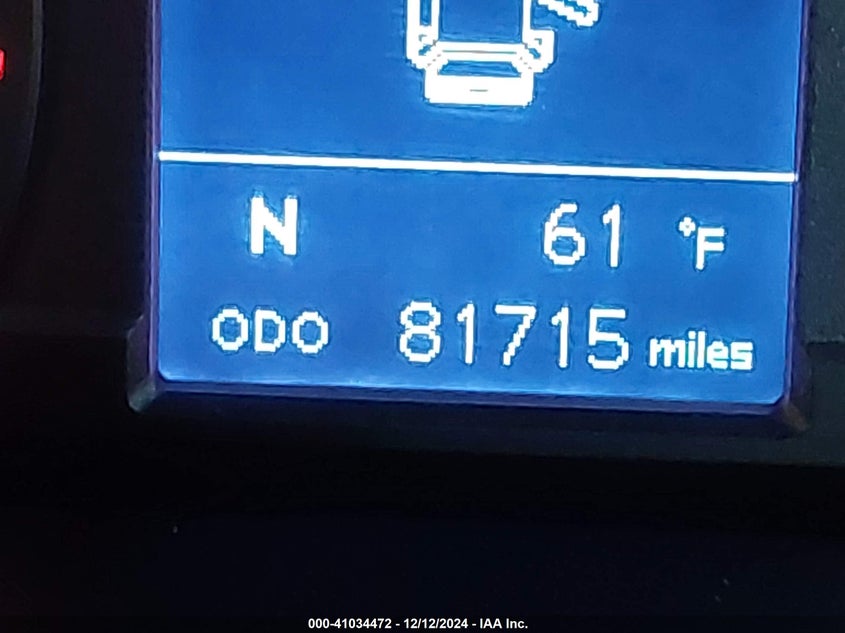 N 61 °F
ODO 81715 miles
000-41034472 - 12/12/2024 - IAA Inc.